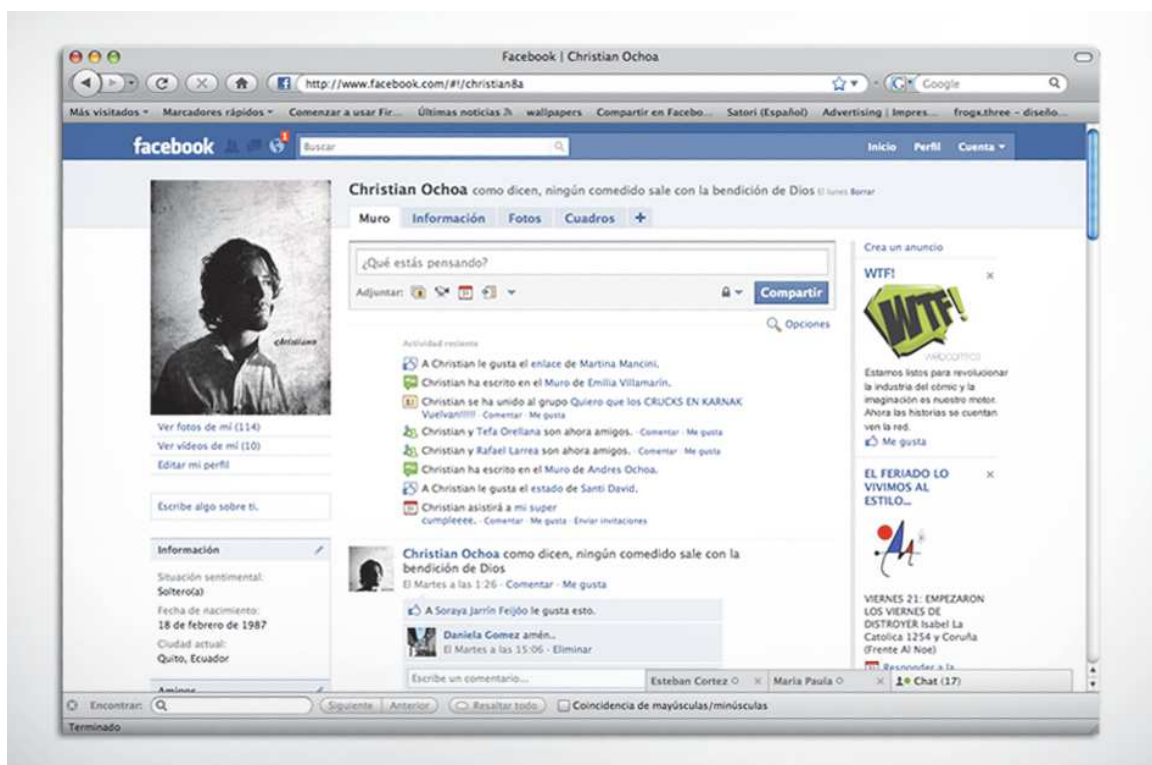 Facebook | Christian Ochoa
http://www.facebook.com/#!/christian8a
Google
Más visitados Marcadores rápidos Comenzar a usar Fir... Últimas noticias wallpapers Compartir en Facebo... Satori (Español) Advertising | Impres... frogx.three – diseño...
facebook 1 Buscar Inicio Perfil Cuenta
Christian Ochoa como dicen, ningún comedido sale con la bendición de Dios El lunes Borrar
Muro Información Fotos Cuadros +
¿Qué estás pensando?
Adjuntar: 31 Compartir
Opciones
christiano
Ver fotos de mí (114)
Ver vídeos de mí (10)
Editar mi perfil
Escribe algo sobre ti.
Información
Situación sentimental:
Soltero(a)
Fecha de nacimiento:
18 de febrero de 1987
Ciudad actual:
Quito, Ecuador
Amigos
Actividad reciente
A Christian le gusta el enlace de Martina Mancini.
Christian ha escrito en el Muro de Emilia Villamarín.
Christian se ha unido al grupo Quiero que los CRUCKS EN KARNAK
Vuelvan!!!!! · Comentar · Me gusta
Christian y Tefa Orellana son ahora amigos. · Comentar · Me gusta
Christian y Rafael Larrea son ahora amigos. · Comentar · Me gusta
Christian ha escrito en el Muro de Andres Ochoa.
A Christian le gusta el estado de Santi David.
Christian asistirá a mi super
cumpleeee. · Comentar · Me gusta · Enviar invitaciones
Christian Ochoa como dicen, ningún comedido sale con la
bendición de Dios
El Martes a las 1:26 · Comentar · Me gusta
A Soraya Jarrín Feijóo le gusta esto.
Daniela Gomez amén..
El Martes a las 15:06 · Eliminar
Escribe un comentario...
Crea un anuncio
WTF!
WTF!
WEBCOMICS
Estamos listos para revolucionar
la industria del cómic y la
imaginación es nuestro motor.
Ahora las historias se cuentan
ven la red.
Me gusta
EL FERIADO LO
VIVIMOS AL
ESTILO...
VIERNES 21: EMPEZARON
LOS VIERNES DE
DISTROYER Isabel La
Catolica 1254 y Coruña
(Frente Al Noe)
Responder a la
Esteban Cortez Maria Paula Chat (17)
Encontrar: Siguiente Anterior Resaltar todo Coincidencia de mayúsculas/minúsculas
Terminado